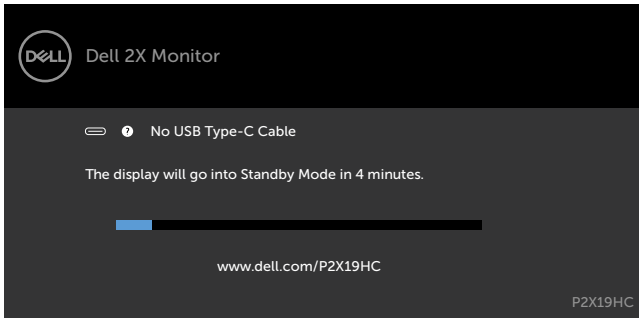 DELL
Dell 2X Monitor
? No USB Type-C Cable
The display will go into Standby Mode in 4 minutes.
www.dell.com/P2X19HC
P2X19HC